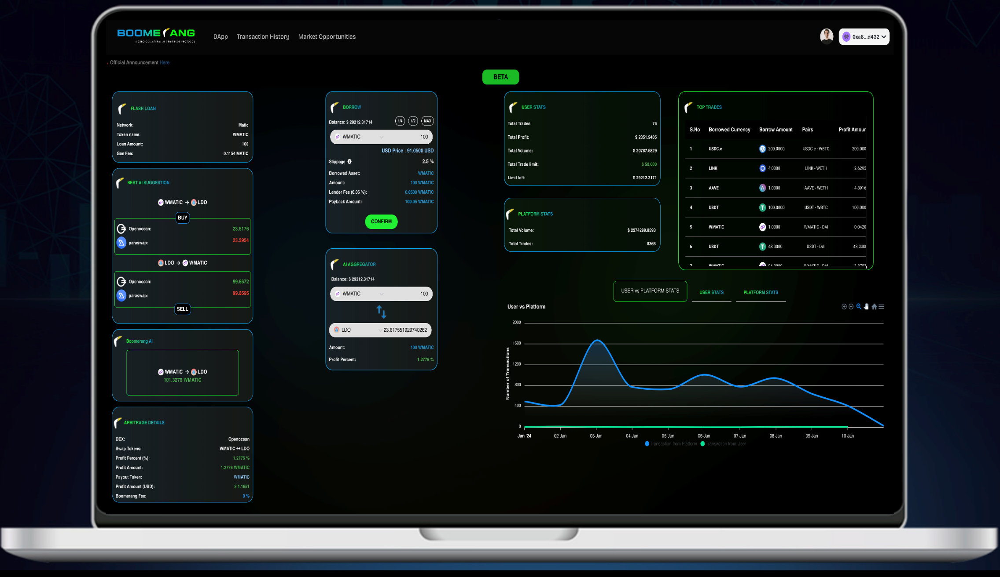 BOOMERANG
A ZERO COLLATERAL AI ARBITRAGE PROTOCOL
DApp Transaction History Market Opportunities
0xa8...d432
Official Announcement Here
BETA
FLASH LOAN
Network: Matic
Token name: WMATIC
Loan Amount: 100
Gas Fee: 0.1154 MATIC
BEST AI SUGGESTION
WMATIC → LDO
BUY
Openocean: 23.6176
paraswap: 23.5954
LDO → WMATIC
Openocean: 99.6672
paraswap: 99.6595
SELL
Boomerang AI
WMATIC → LDO
101.3276 WMATIC
ARBITRAGE DETAILS
DEX: Openocean
Swap Tokens: WMATIC ↔ LDO
Profit Percent (%): 1.2776 %
Profit Amount: 1.2776 WMATIC
Payout Token: WMATIC
Profit Amount (USD): $ 1.1651
Boomerang Fee: 0 %
BORROW
Balance: $ 29212.31714 1/4 1/2 MAX
WMATIC 100
USD Price : 91.0500 USD
Slippage 2.5 %
Borrowed Asset: WMATIC
Amount: 100 WMATIC
Lender Fee (0.05 %): 0.0500 WMATIC
Payback Amount: 100.05 WMATIC
CONFIRM
AI AGGREGATOR
Balance: $ 29212.31714
WMATIC 100
LDO 23.617551929740262
Amount: 100 WMATIC
Profit Percent: 1.2776 %
USER STATS
Total Trades: 76
Total Profit: $ 2351.9405
Total Volume: $ 20787.6829
Total Trade limit: $ 50,000
Limit left: $ 29212.3171
PLATFORM STATS
Total Volume: $ 2274299.8593
Total Trades: 8366
TOP TRADES
S.No Borrowed Currency Borrow Amount Pairs Profit Amour
1 USDC.e 200.0000 USDC.e - WBTC 200.000
2 LINK 4.0000 LINK - WETH 2.6295
3 AAVE 1.0000 AAVE - WETH 4.8916
4 USDT 100.0000 USDT - WBTC 100.000
5 WMATIC 1.0000 WMATIC - DAI 0.0420
6 USDT 48.0000 USDT - DAI 48.000
7 WMATIC 94.0000 WMATIC - DAI
USER vs PLATFORM STATS USER STATS PLATFORM STATS
User vs Platform
Number of Transactions
2000
1600
1200
800
400
0
Jan '24 02 Jan 03 Jan 04 Jan 05 Jan 06 Jan 07 Jan 08 Jan 09 Jan 10 Jan
Transaction from Platform Transaction from User